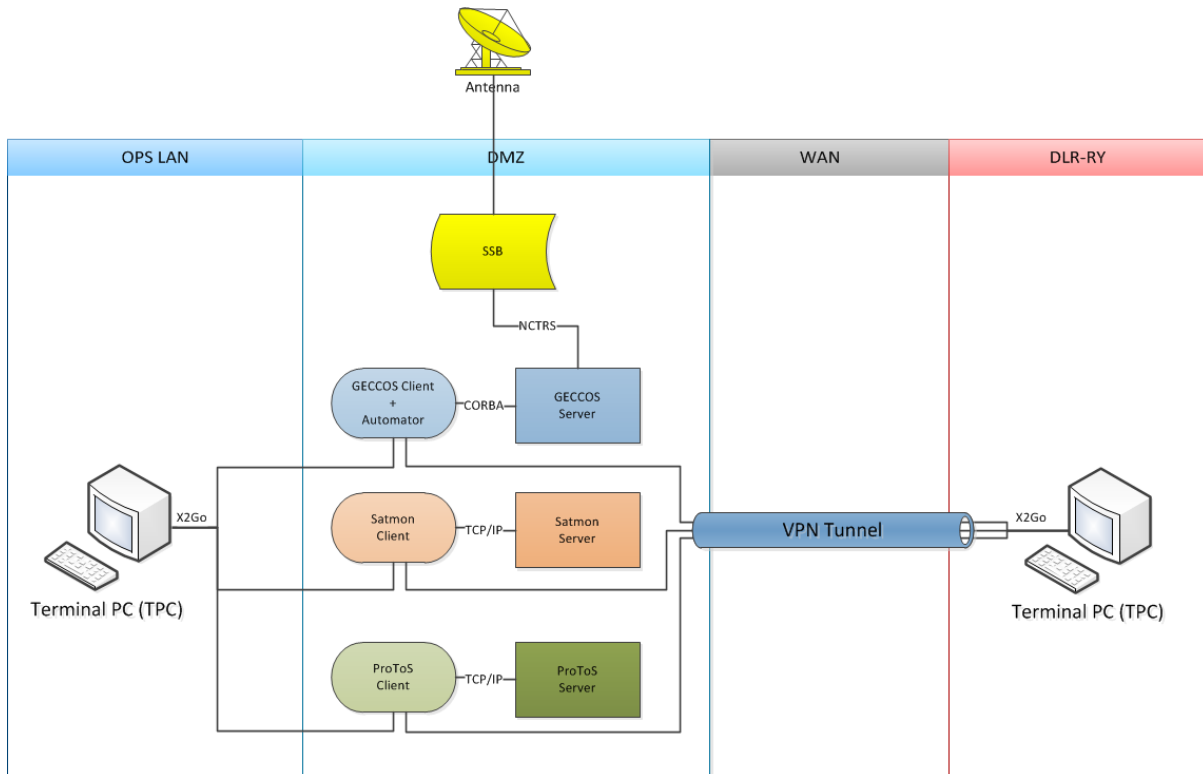 Antenna
OPS LAN
DMZ
WAN
DLR-RY
SSB
NCTRS
GECCOS Client
+
Automator
CORBA
GECCOS
Server
X2Go
Satmon
Client
TCP/IP
Satmon
Server
VPN Tunnel
X2Go
Terminal PC (TPC)
Terminal PC (TPC)
ProToS
Client
TCP/IP
ProToS
Server